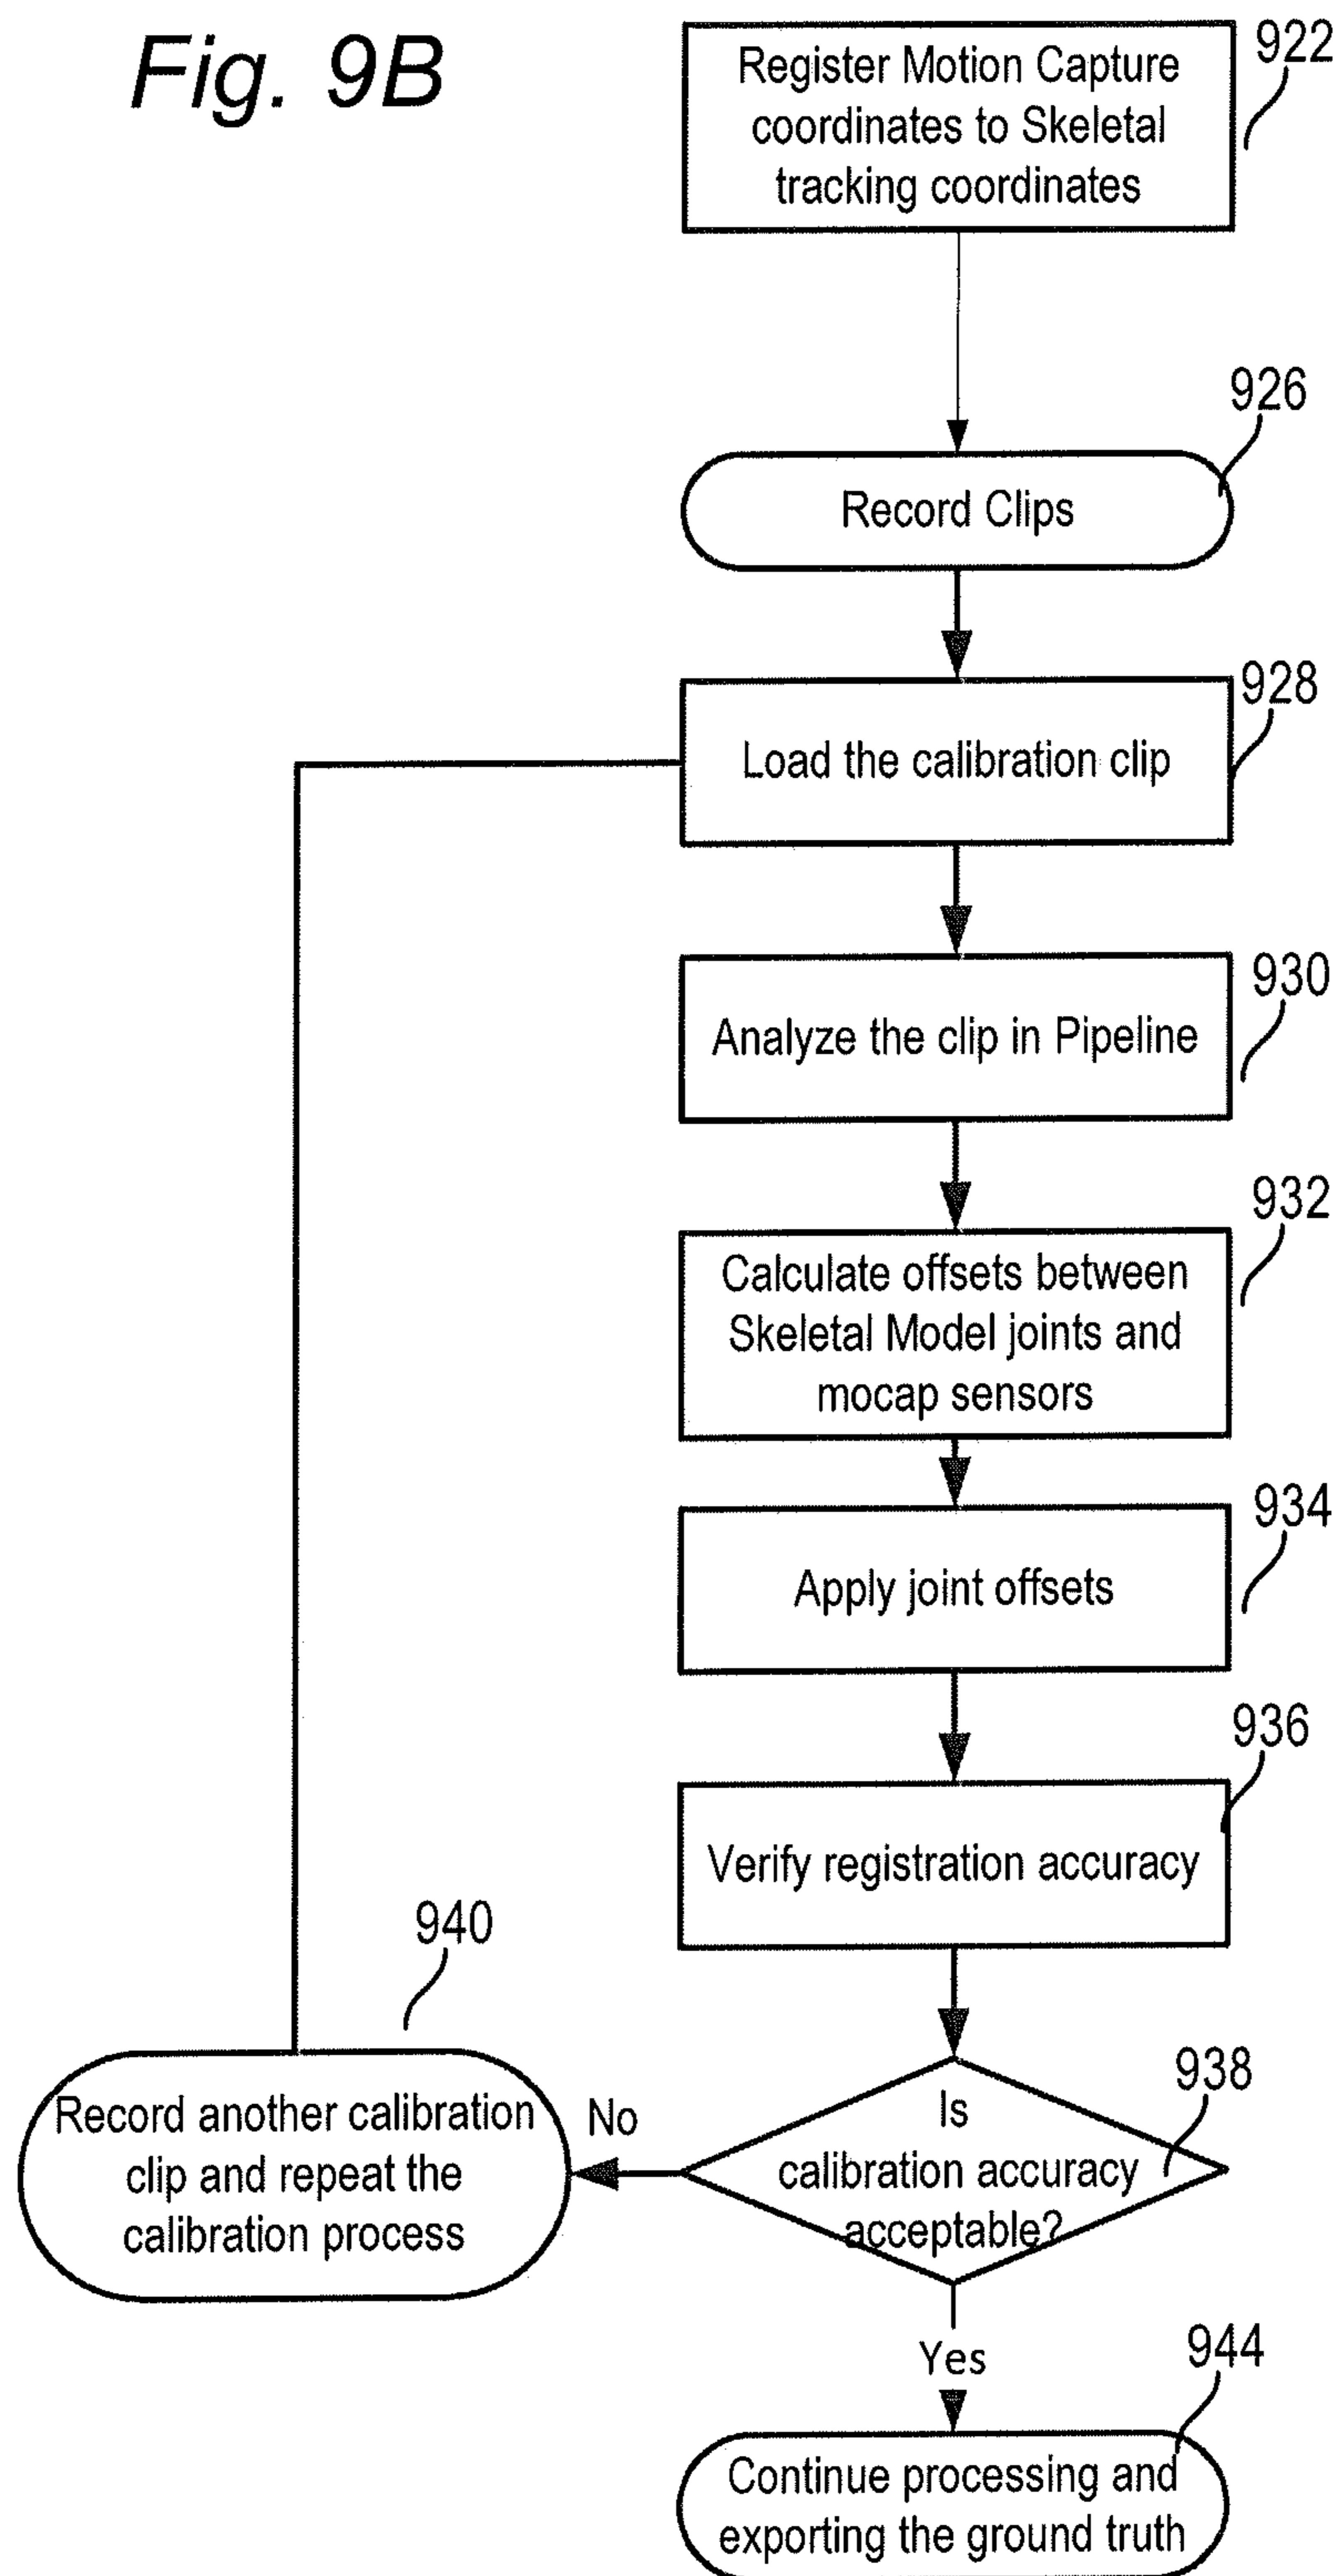 Fig. 9B
Register Motion Capture
coordinates to Skeletal
tracking coordinates
922
926
Record Clips
928
Load the calibration clip
930
Analyze the clip in Pipeline
932
Calculate offsets between
Skeletal Model joints and
mocap sensors
934
Apply joint offsets
936
Verify registration accuracy
938
Is
calibration accuracy
acceptable?
No
940
Record another calibration
clip and repeat the
calibration process
Yes
944
Continue processing and
exporting the ground truth